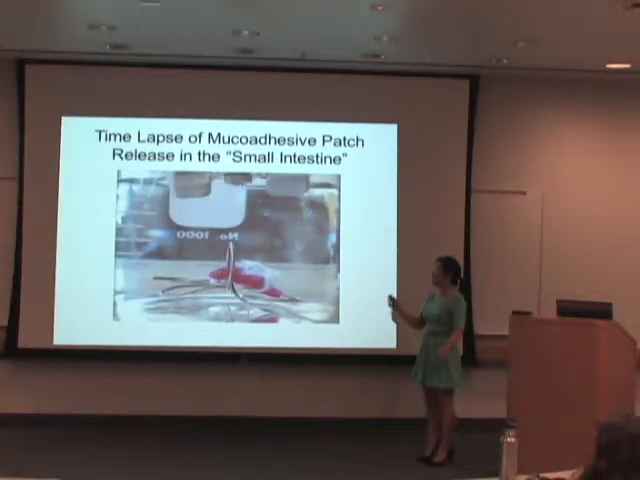 Time Lapse of Mucoadhesive Patch
Release in the “Small Intestine”
No. 1000